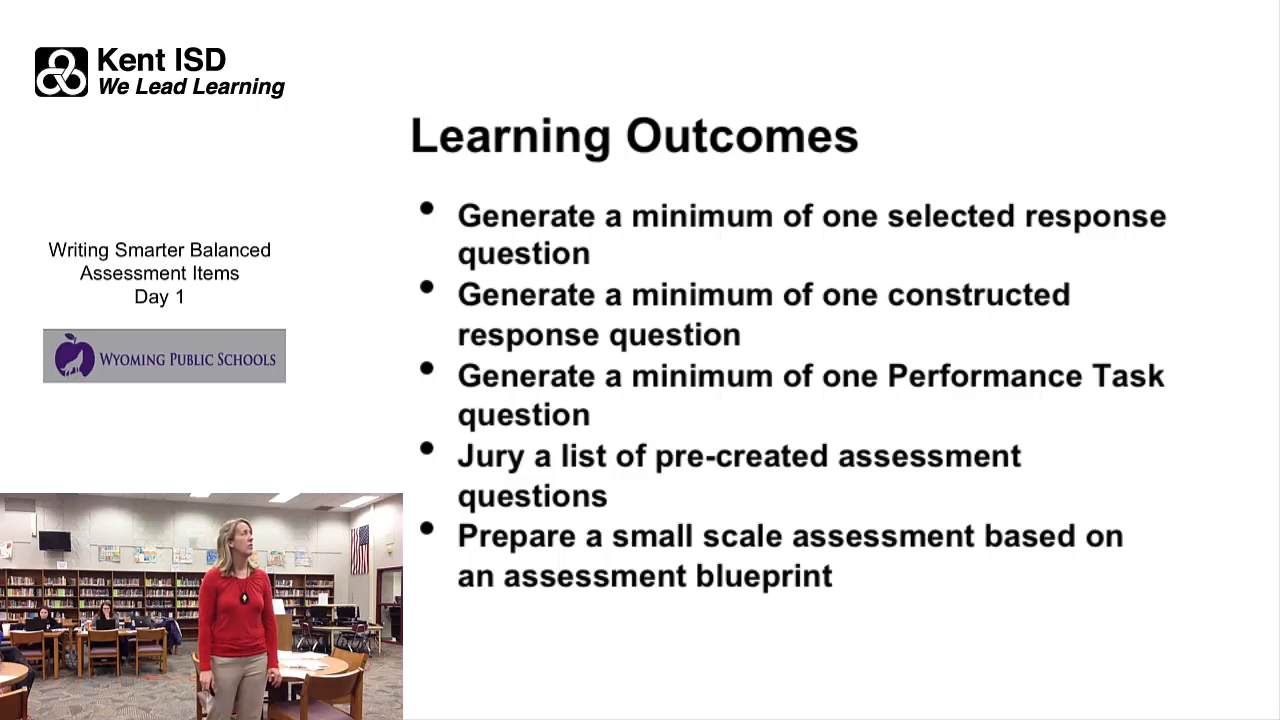 Kent ISD
We Lead Learning
Learning Outcomes
Writing Smarter Balanced
Assessment Items
Day 1
WYOMING PUBLIC SCHOOLS
• Generate a minimum of one selected response
question
• Generate a minimum of one constructed
response question
• Generate a minimum of one Performance Task
question
• Jury a list of pre-created assessment
questions
• Prepare a small scale assessment based on
an assessment blueprint